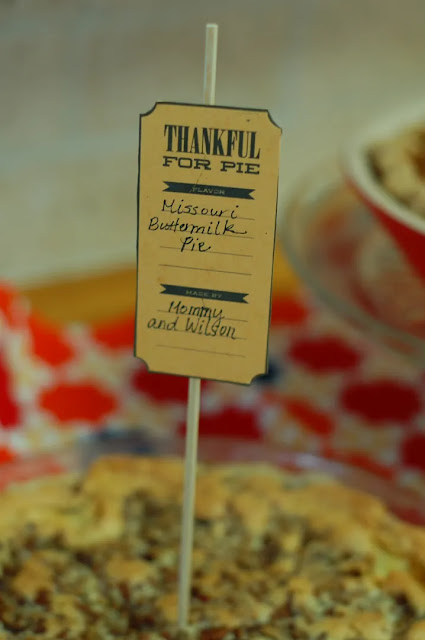 THANKFUL
FOR PIE
FLAVOR
Missouri
Buttermilk
Pie
MADE BY
Mommy
and Wilson